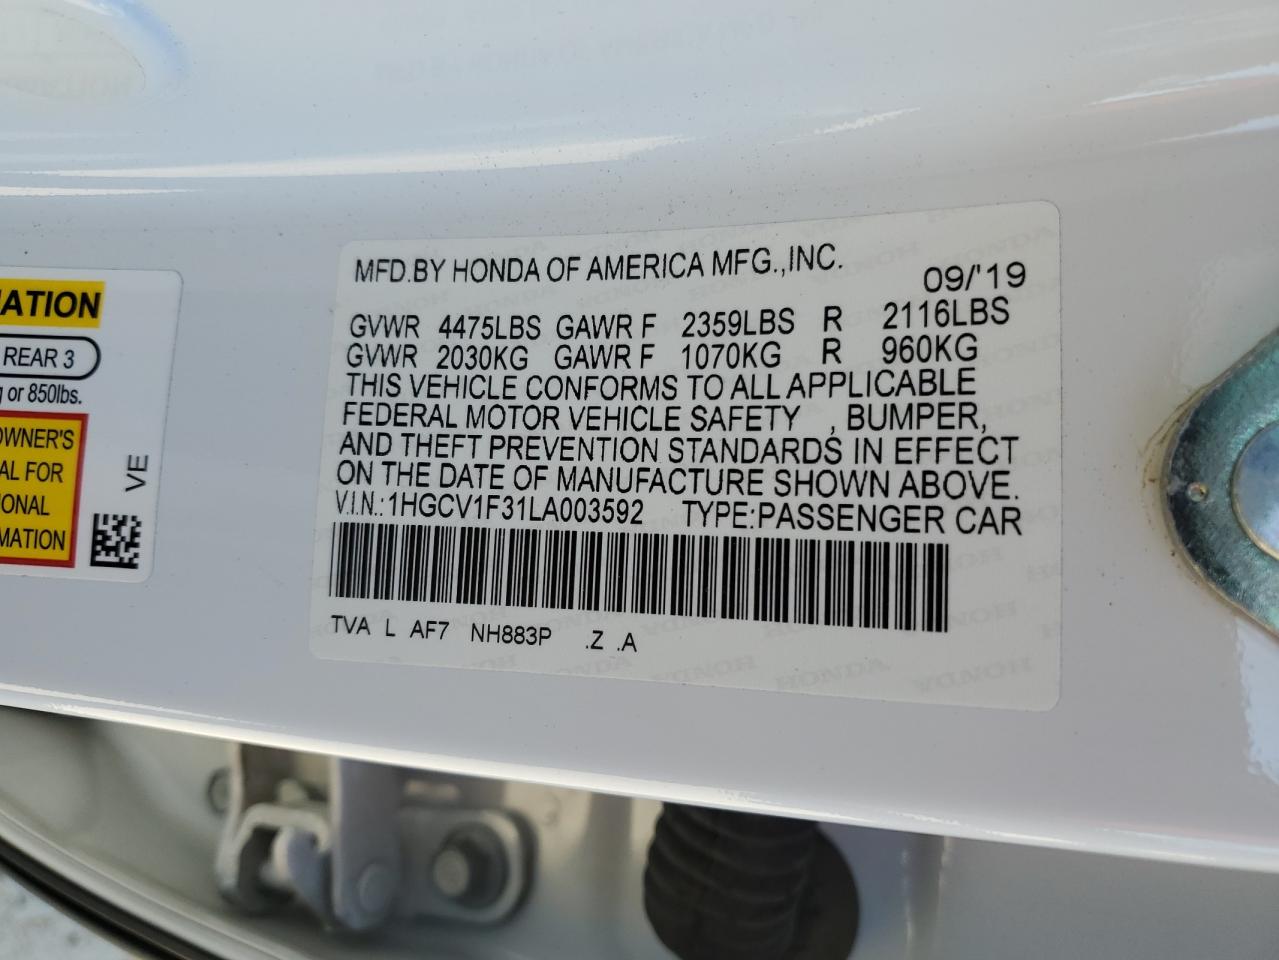 MFD.BY HONDA OF AMERICA MFG.,INC.
09/'19
GVWR 4475LBS GAWR F 2359LBS R 2116LBS
GVWR 2030KG GAWR F 1070KG R 960KG
THIS VEHICLE CONFORMS TO ALL APPLICABLE
FEDERAL MOTOR VEHICLE SAFETY , BUMPER,
AND THEFT PREVENTION STANDARDS IN EFFECT
ON THE DATE OF MANUFACTURE SHOWN ABOVE.
V.I.N.:1HGCV1F31LA003592 TYPE:PASSENGER CAR
TVA L AF7 NH883P .Z .A
MATION
REAR 3
g or 850lbs.
OWNER'S
AL FOR
IONAL
MATION
VE